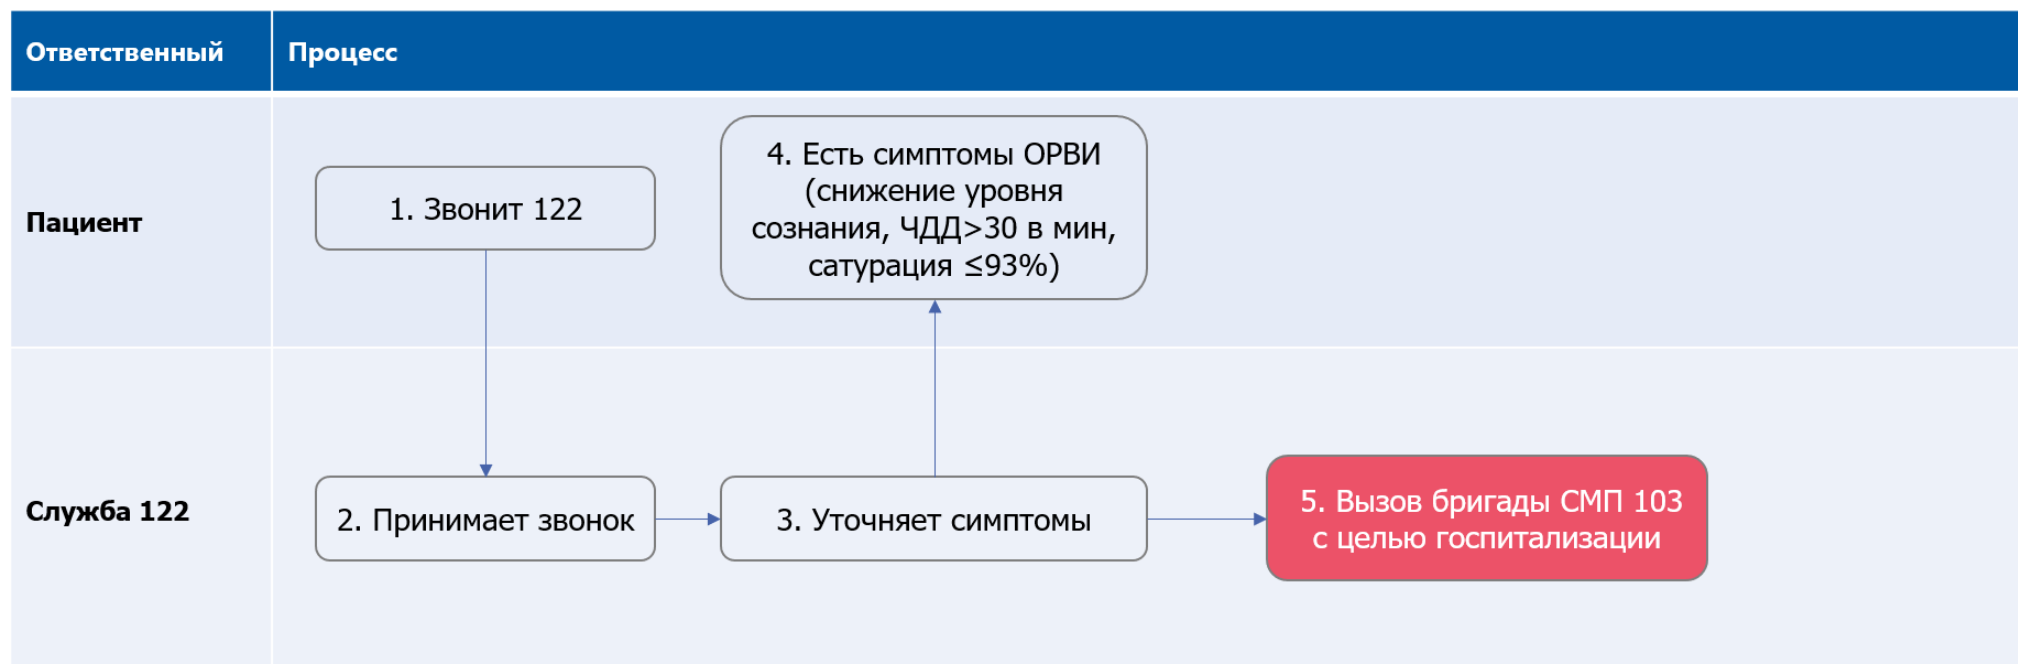 Ответственный
Процесс
Пациент
1. Звонит 122
4. Есть симптомы ОРВИ
(снижение уровня
сознания, ЧДД>30 в мин,
сатурация ≤93%)
Служба 122
2. Принимает звонок
3. Уточняет симптомы
5. Вызов бригады СМП 103
с целью госпитализации